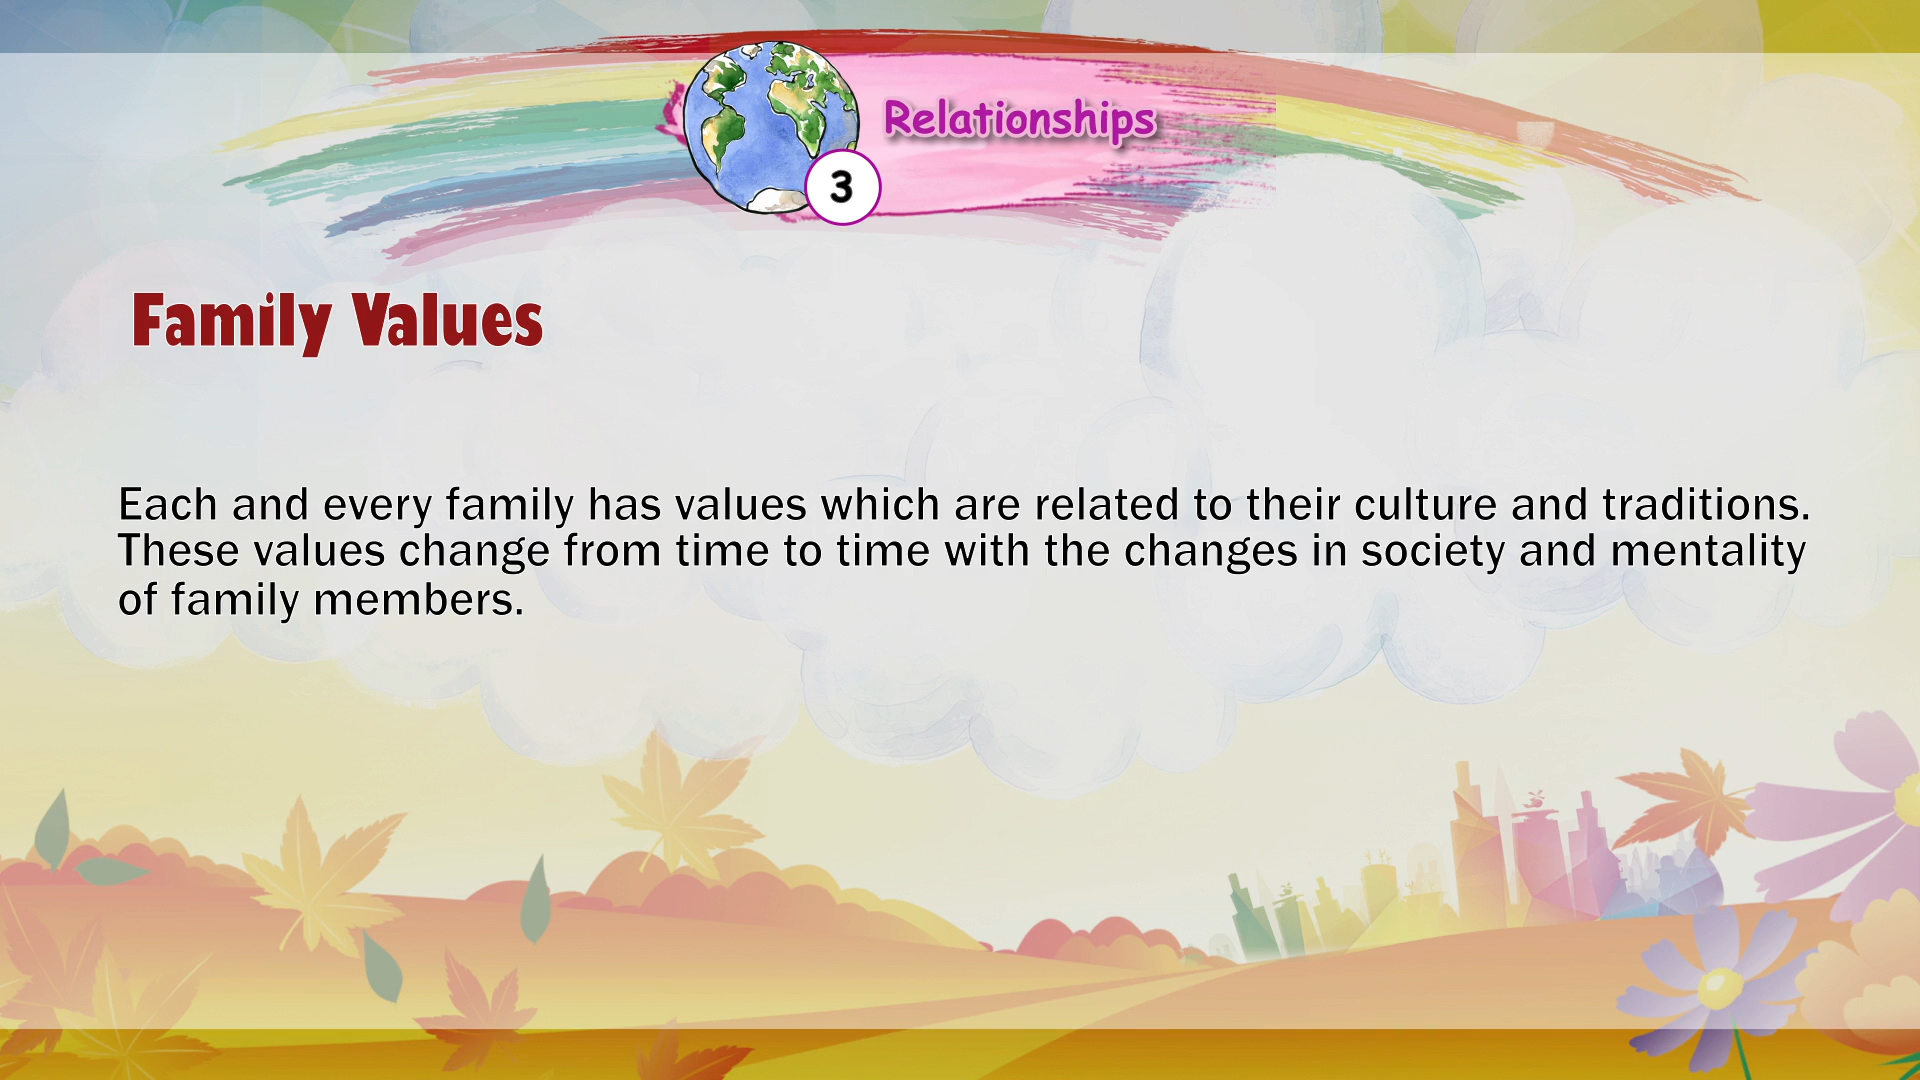 Relationships
3
Family Values
Each and every family has values which are related to their culture and traditions.
These values change from time to time with the changes in society and mentality
of family members.